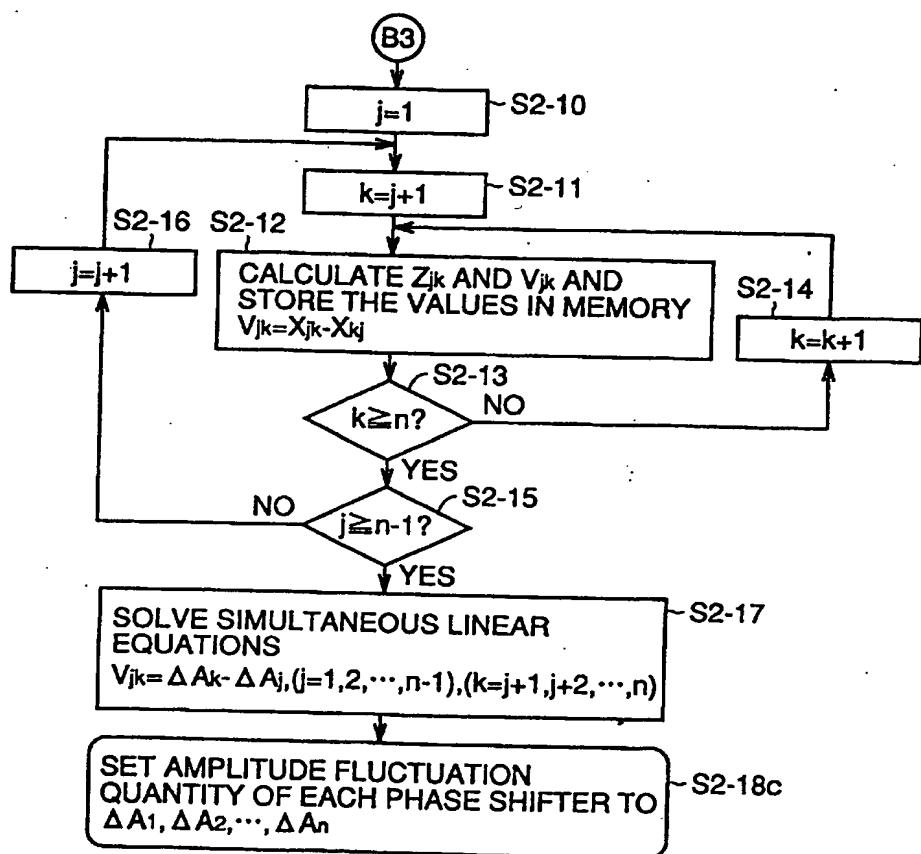 B3
j=1
S2-10
k=j+1
S2-11
S2-16
j=j+1
S2-12
CALCULATE Zjk AND Vjk AND
STORE THE VALUES IN MEMORY
Vjk=Xjk-Xkj
S2-14
k=k+1
S2-13
k≧n?
NO
YES
S2-15
j≧n-1?
NO
YES
S2-17
SOLVE SIMULTANEOUS LINEAR
EQUATIONS
Vjk=ΔAk-ΔAj,(j=1,2,⋯,n-1),(k=j+1,j+2,⋯,n)
SET AMPLITUDE FLUCTUATION
QUANTITY OF EACH PHASE SHIFTER TO
ΔA1,ΔA2,⋯,ΔAn
S2-18c